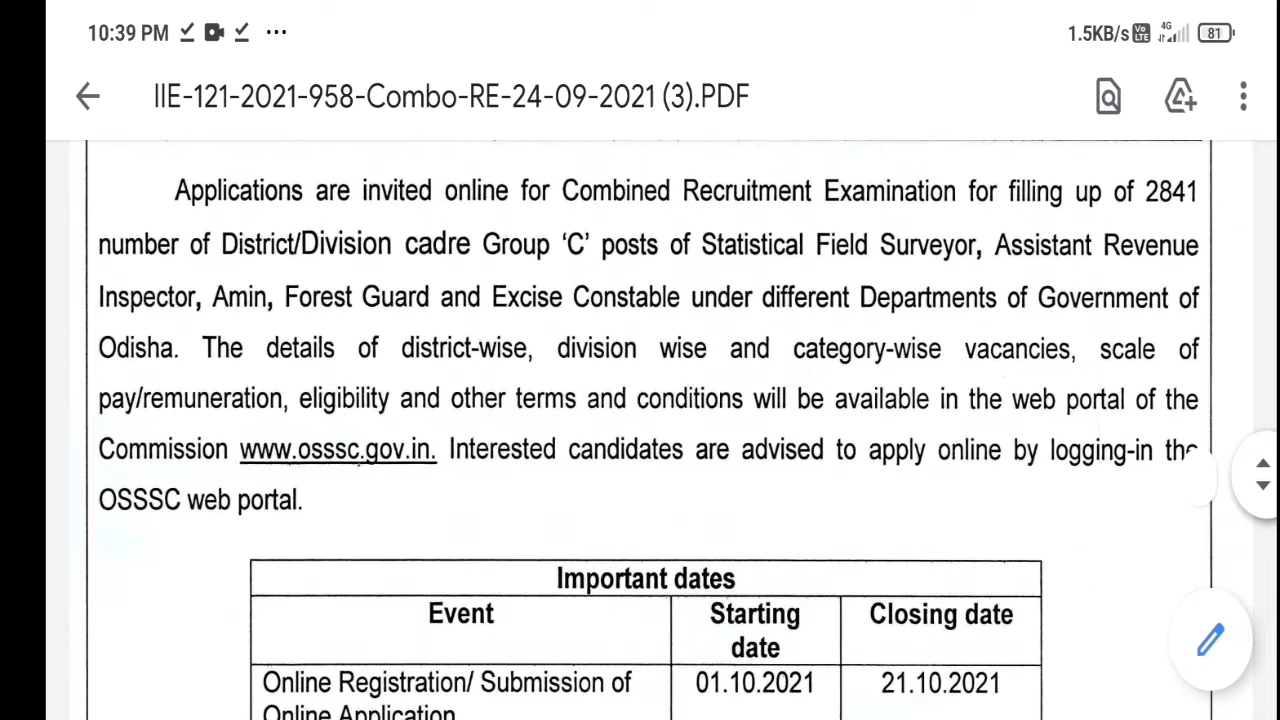 10:39 PM ...
1.5KB/s Vo LTE 4G 81
IIE-121-2021-958-Combo-RE-24-09-2021 (3).PDF
Applications are invited online for Combined Recruitment Examination for filling up of 2841
number of District/Division cadre Group ‘C’ posts of Statistical Field Surveyor, Assistant Revenue
Inspector, Amin, Forest Guard and Excise Constable under different Departments of Government of
Odisha. The details of district-wise, division wise and category-wise vacancies, scale of
pay/remuneration, eligibility and other terms and conditions will be available in the web portal of the
Commission www.osssc.gov.in. Interested candidates are advised to apply online by logging-in the
OSSSC web portal.
Important dates
Event Starting Closing date
date
Online Registration/ Submission of 01.10.2021 21.10.2021
Online Application